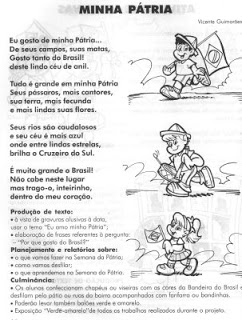 MINHA PÁTRIA
Vicente Guimarães
Eu gosto de minha Pátria...
De seus campos, suas matas,
Gosto tanto do Brasil!
deste lindo céu de anil.
Tudo é grande em minha Pátria
Seus pássaros, mais cantores,
sua terra, mais fecunda
e mais lindas suas flores.
Seus rios são caudalosos
e seu céu é mais azul
onde entre lindas estrelas,
brilha o Cruzeiro do Sul.
É muito grande o Brasil!
Não cabe neste lugar
mas trago-o, inteirinho,
dentro do meu coração.
Produção de texto:
• à vista de gravuras alusivas à data,
usar o tema "Eu amo minha Pátria";
• elaboração de frases referentes à pergunta:
– "Por que gosto do Brasil?"
Planejamento e relatórios sobre:
• o que vamos fazer na Semana da Pátria;
• como vamos desfilar;
• o que aprendemos na Semana da Pátria.
Culminância:
• Os alunos confeccionam chapéus ou viseiras com as cores da Bandeira do Brasil e
desfilam pelo pátio ou ruas do bairro acompanhados com fanfarra ou bandinhas.
• Poderão levar também balões verde e amarelo.
• Exposição "Verde-amarelo" de todos os trabalhos realizados durante o projeto.